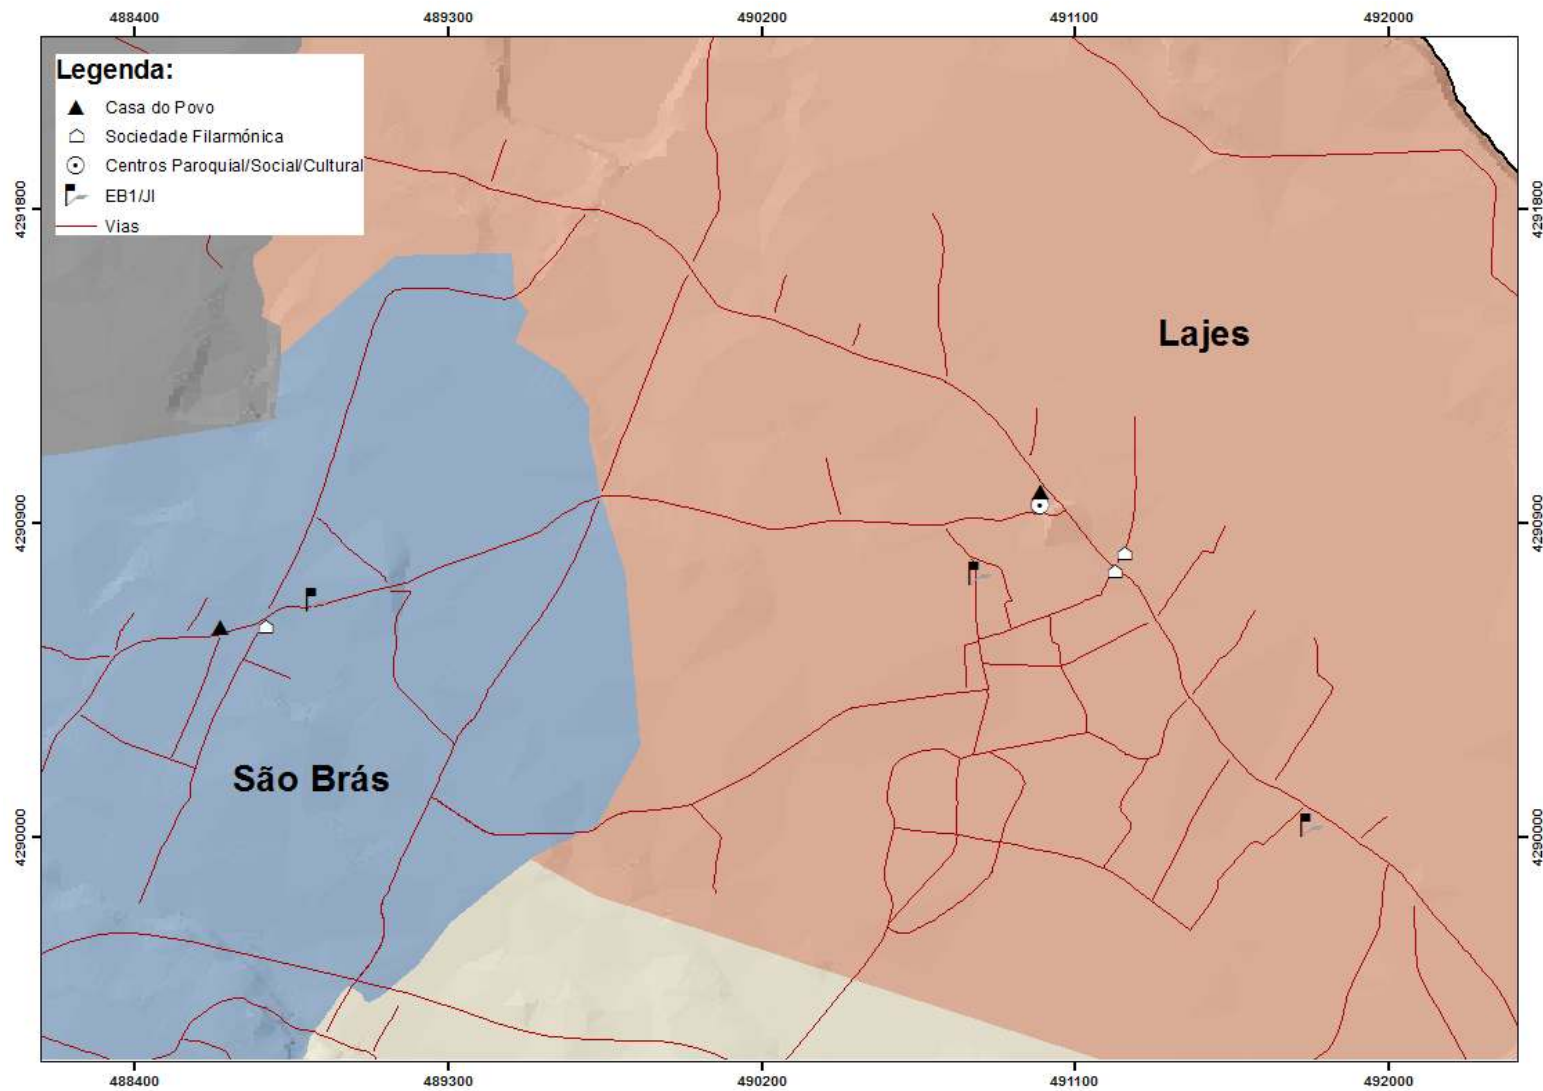 488400 489300 490200 491100 492000
Legenda:
Casa do Povo
Sociedade Filarmónica
Centros Paroquial/Social/Cultural
EB1/JI
Vias
4291800 4291800
Lajes
4290900 4290900
São Brás
4290000 4290000
488400 489300 490200 491100 492000